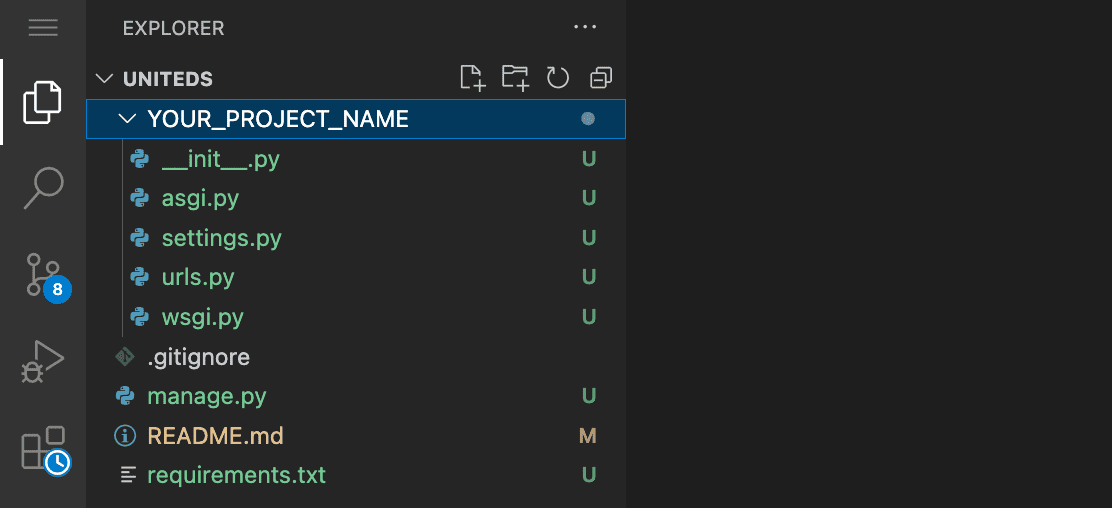 EXPLORER
UNITEDS
YOUR_PROJECT_NAME
__init__.py U
asgi.py U
settings.py U
urls.py U
8
wsgi.py U
.gitignore
manage.py U
README.md M
requirements.txt U